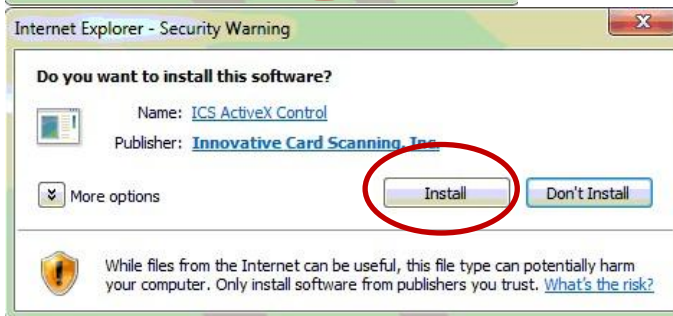 Internet Explorer - Security Warning
X
Do you want to install this software?
Name: ICS ActiveX Control
Publisher: Innovative Card Scanning, Inc.
More options
Install
Don't Install
While files from the Internet can be useful, this file type can potentially harm
your computer. Only install software from publishers you trust. What's the risk?